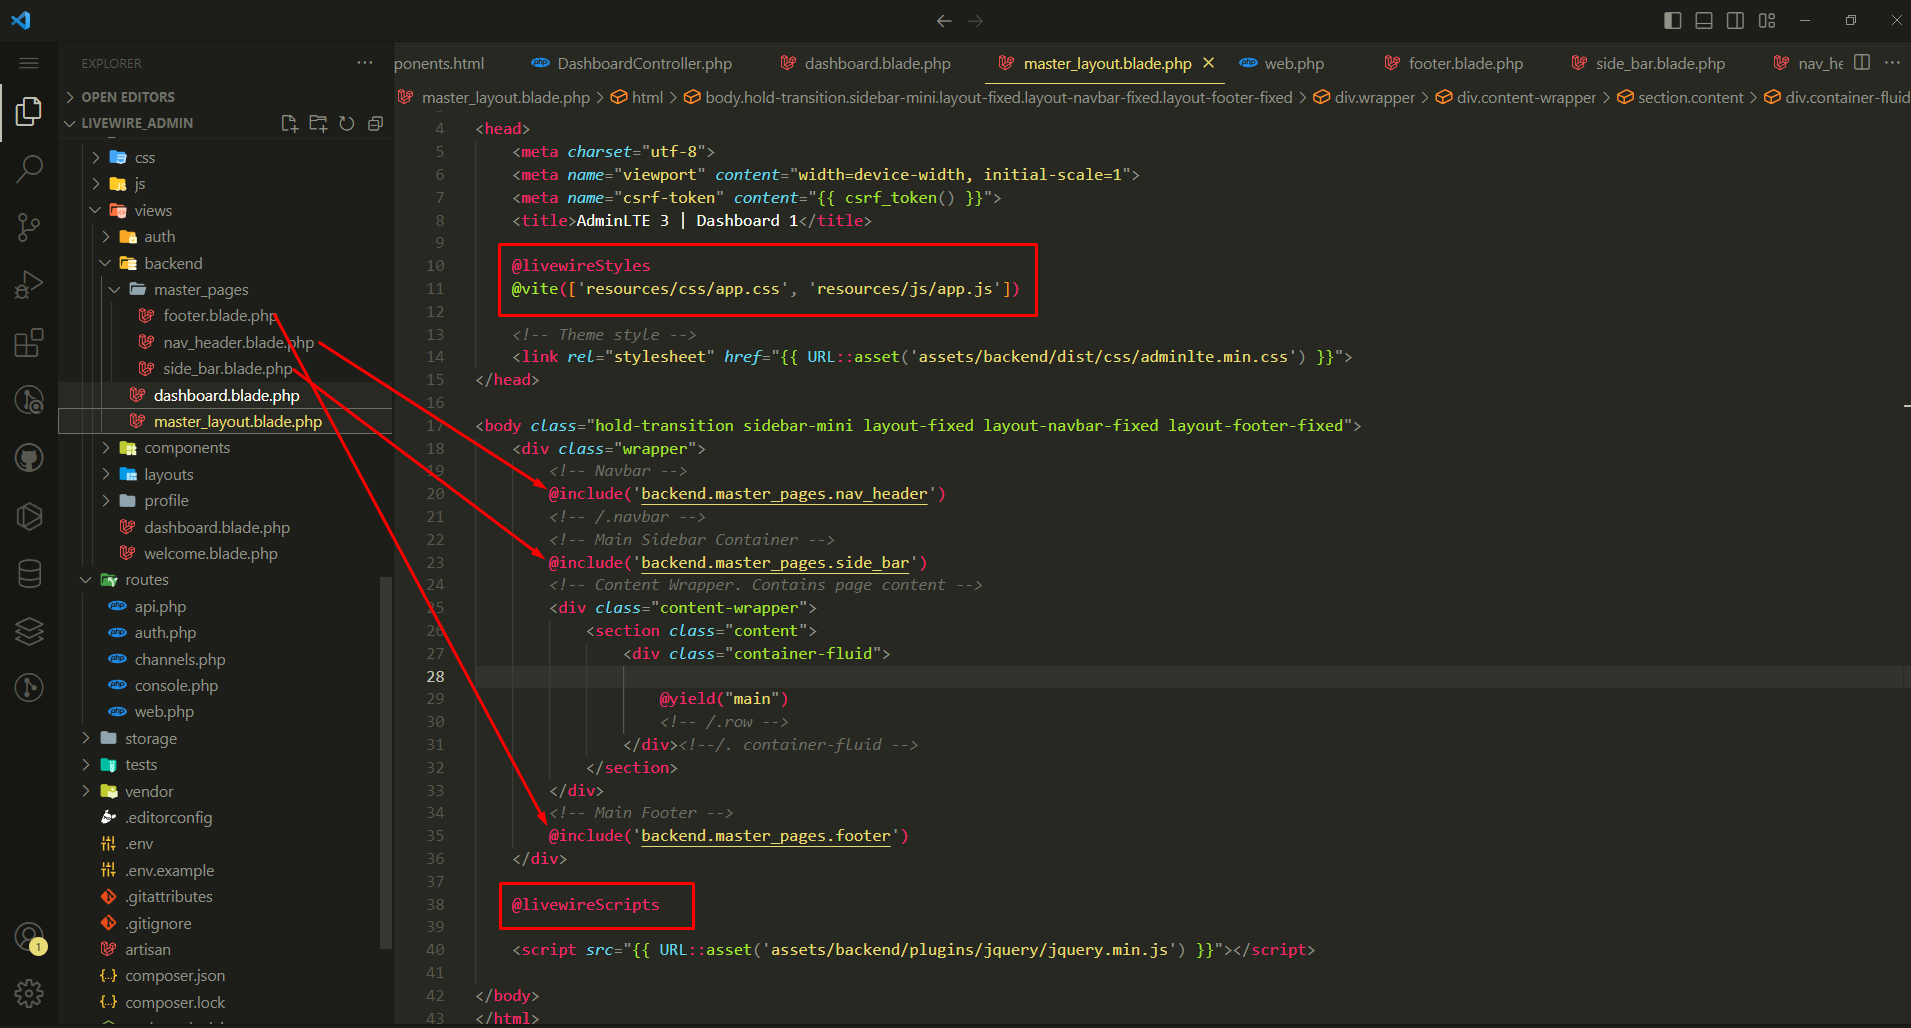 EXPLORER
OPEN EDITORS
LIVEWIRE_ADMIN
css
js
views
auth
backend
master_pages
footer.blade.php
nav_header.blade.php
side_bar.blade.php
dashboard.blade.php
master_layout.blade.php
components
layouts
profile
dashboard.blade.php
welcome.blade.php
routes
api.php
auth.php
channels.php
console.php
web.php
storage
tests
vendor
.editorconfig
.env
.env.example
.gitattributes
.gitignore
artisan
composer.json
composer.lock
1
ponents.html DashboardController.php dashboard.blade.php master_layout.blade.php web.php footer.blade.php side_bar.blade.php nav_he
master_layout.blade.php > html > body.hold-transition.sidebar-mini.layout-fixed.layout-navbar-fixed.layout-footer-fixed > div.wrapper > div.content-wrapper > section.content > div.container-fluid
4 <head>
5 <meta charset="utf-8">
6 <meta name="viewport" content="width=device-width, initial-scale=1">
7 <meta name="csrf-token" content="{{ csrf_token() }}">
8 <title>AdminLTE 3 | Dashboard 1</title>
9
10 @livewireStyles
11 @vite(['resources/css/app.css', 'resources/js/app.js'])
12
13 <!-- Theme style -->
14 <link rel="stylesheet" href="{{ URL::asset('assets/backend/dist/css/adminlte.min.css') }}">
15 </head>
16
17 <body class="hold-transition sidebar-mini layout-fixed layout-navbar-fixed layout-footer-fixed">
18 <div class="wrapper">
19 <!-- Navbar -->
20 @include('backend.master_pages.nav_header')
21 <!-- /.navbar -->
22 <!-- Main Sidebar Container -->
23 @include('backend.master_pages.side_bar')
24 <!-- Content Wrapper. Contains page content -->
25 <div class="content-wrapper">
26 <section class="content">
27 <div class="container-fluid">
28
29 @yield("main")
30 <!-- /.row -->
31 </div><!--/. container-fluid -->
32 </section>
33 </div>
34 <!-- Main Footer -->
35 @include('backend.master_pages.footer')
36 </div>
37
38 @livewireScripts
39
40 <script src="{{ URL::asset('assets/backend/plugins/jquery/jquery.min.js') }}"></script>
41
42 </body>
43 </html>